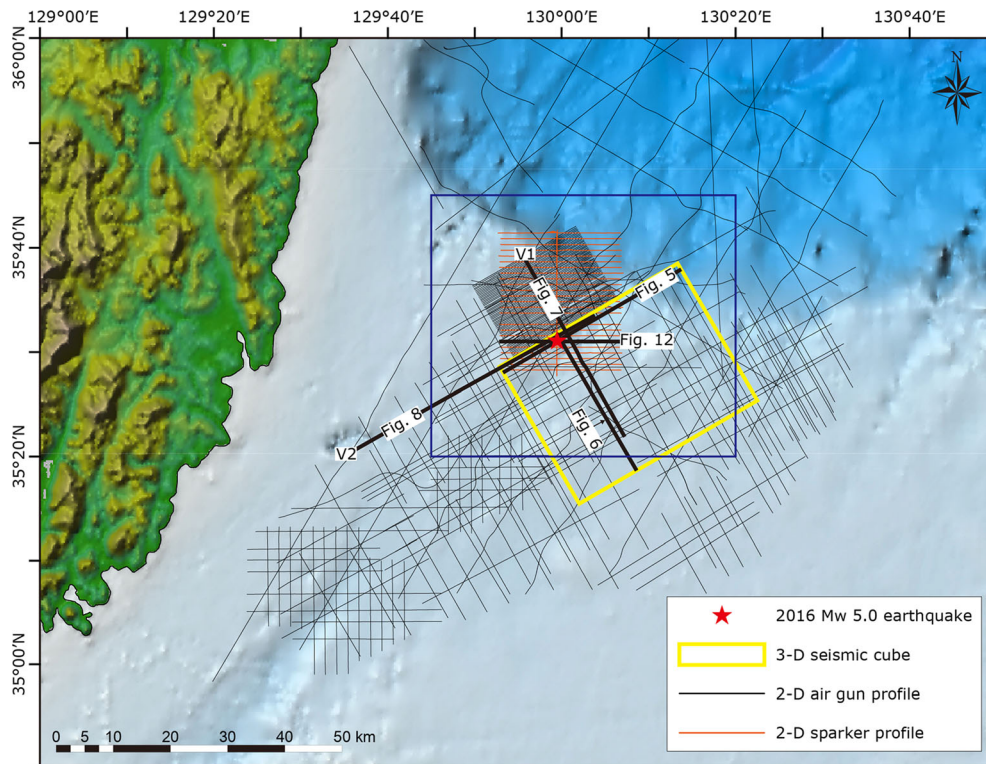 129°00′E 129°20′E 129°40′E 130°00′E 130°20′E 130°40′E
36°00′N
N
35°40′N
V1
Fig. 5
Fig. 7
Fig. 12
Fig. 8
Fig. 6
V2
35°20′N
35°00′N
2016 Mw 5.0 earthquake
3-D seismic cube
2-D air gun profile
2-D sparker profile
0 5 10 20 30 40 50 km